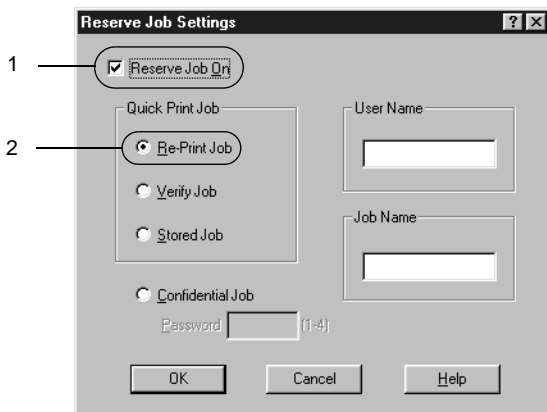 Reserve Job Settings
1
Reserve Job On
Quick Print Job
2
Re-Print Job
Verify Job
Stored Job
User Name
Job Name
Confidential Job
Password (1-4)
OK
Cancel
Help